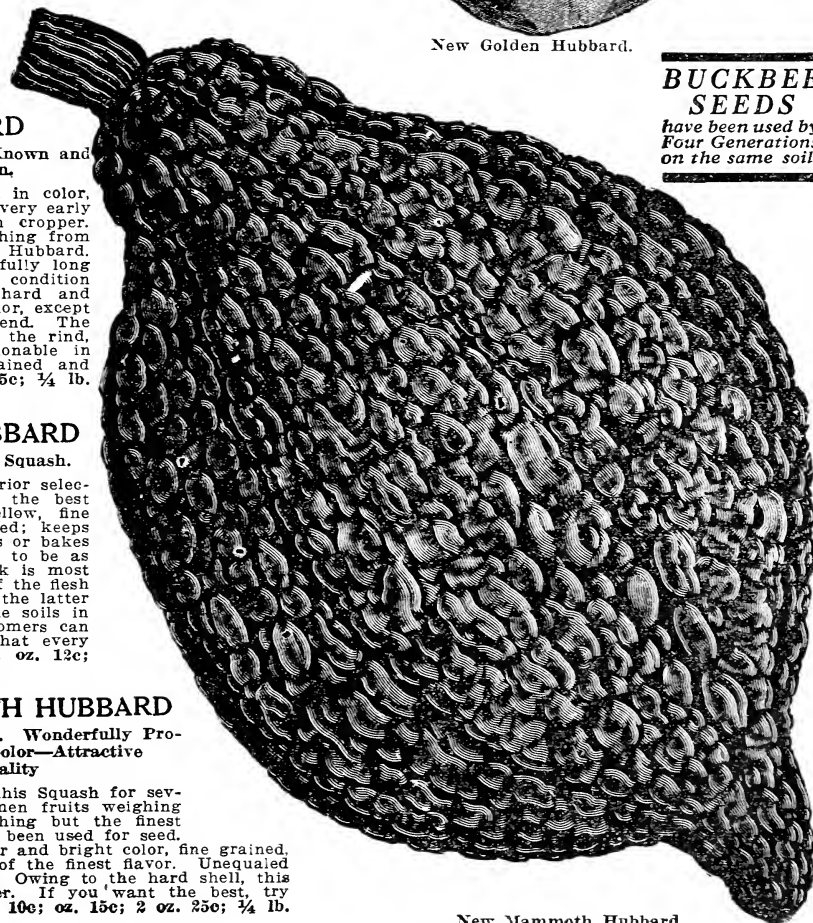 New Golden Hubbard.
BUCKBEE
SEEDS
have been used by
Four Generations
on the same soil
RD
Known and
n.
in color,
very early
cropper.
hing from
Hubbard.
fully long
condition
hard and
or, except
end. The
the rind,
onable in
ained and
5c; ¼ lb.
BBARD
Squash.
rior selec-
the best
ellow, fine
ed; keeps
s or bakes
to be as
k is most
f the flesh
the latter
e soils in
omers can
hat every
oz. 12c;
TH HUBBARD
. Wonderfully Pro-
olor—Attractive
ality
his Squash for sev-
men fruits weighing
hing but the finest
been used for seed.
r and bright color, fine grained,
of the finest flavor. Unequaled
Owing to the hard shell, this
er. If you want the best, try
10c; oz. 15c; 2 oz. 25c; ¼ lb.
New Mammoth Hubbard